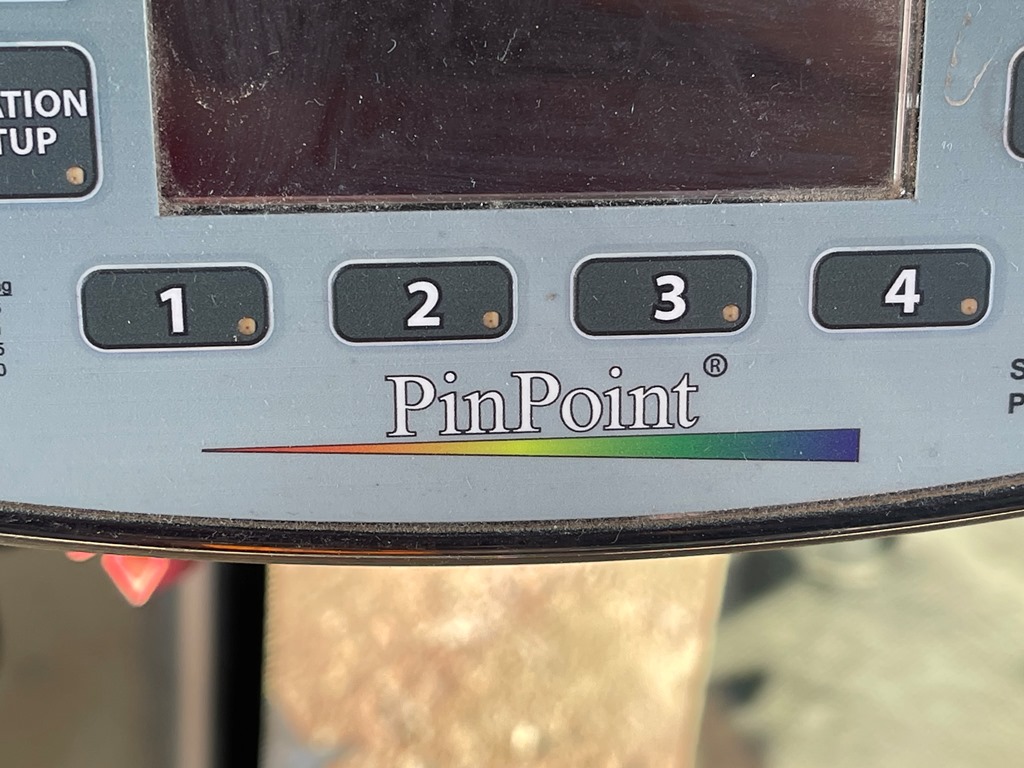 ATION
TUP
1 2 3 4
PinPoint®